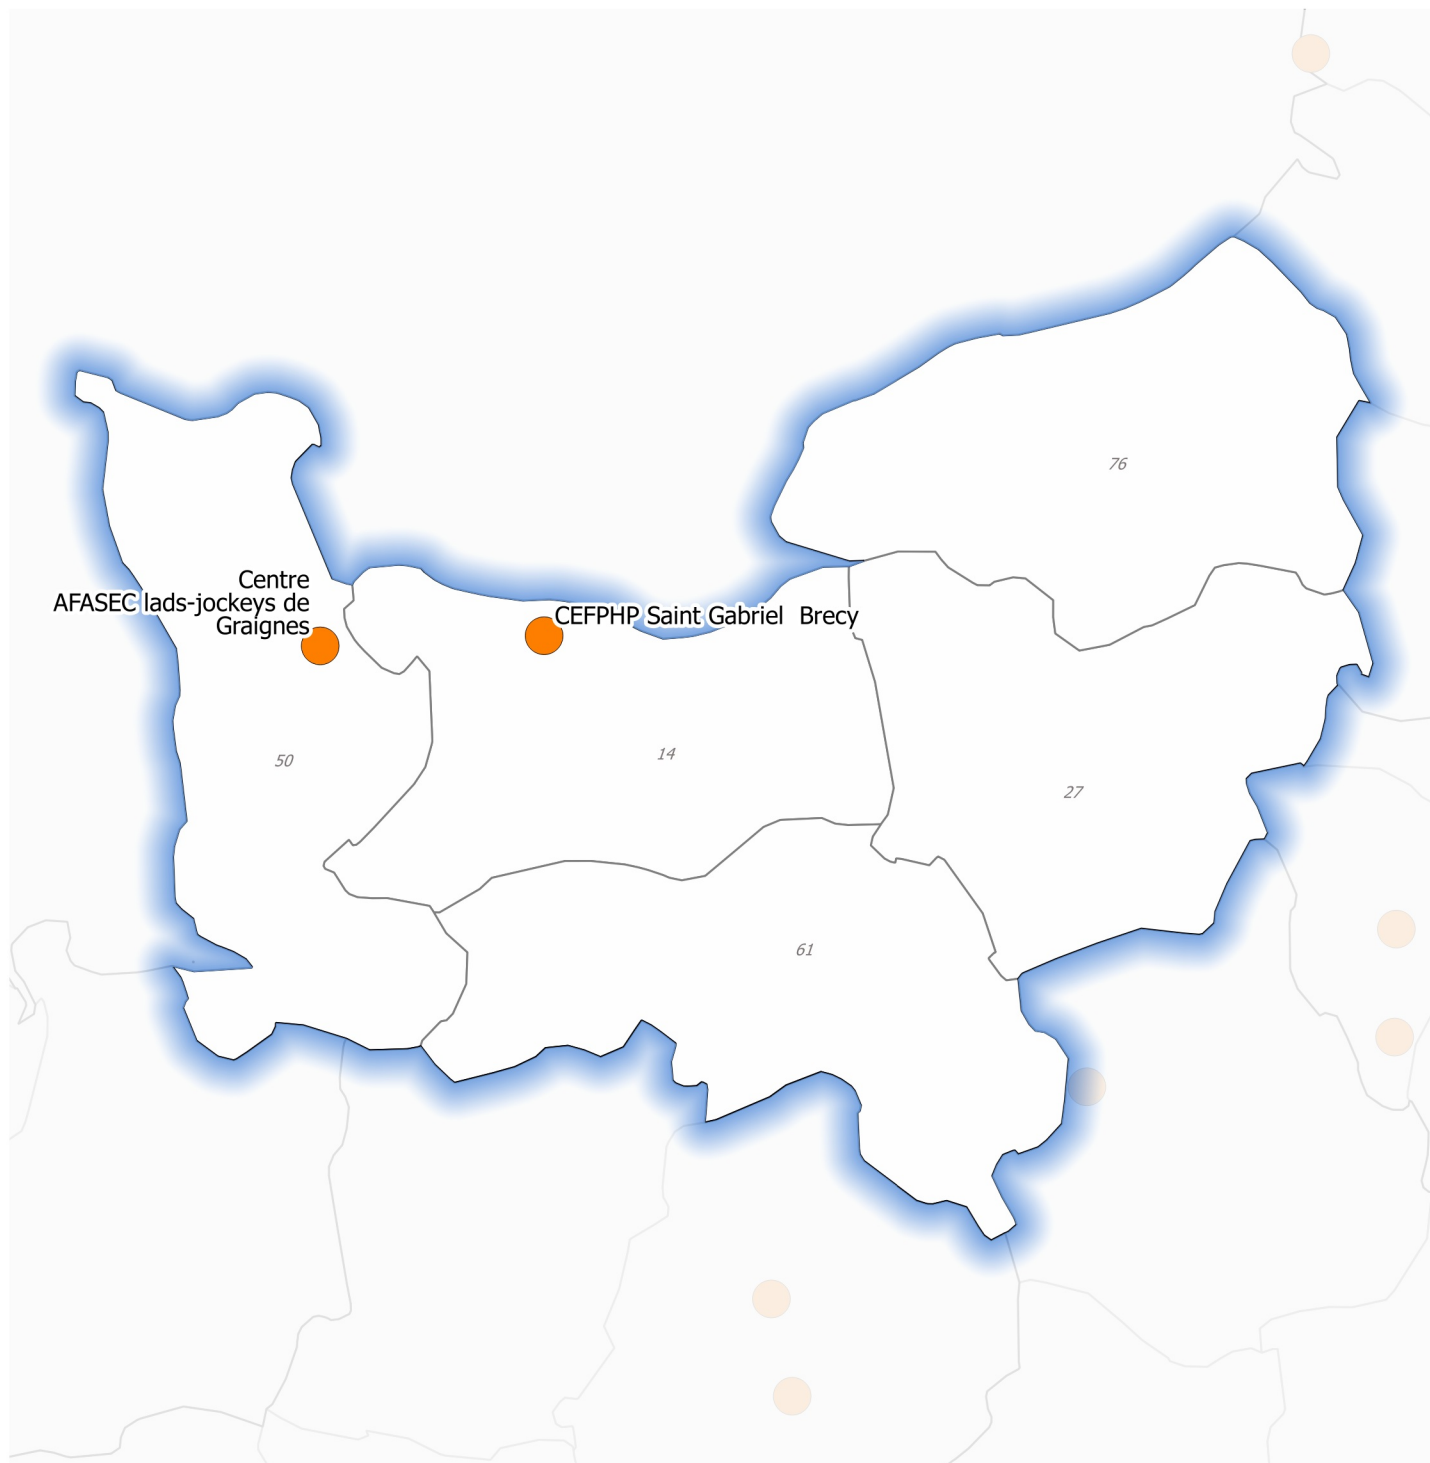 76
Centre
AFASEC lads-jockeys de
Graignes
CEFPHP Saint Gabriel  Brecy
50
14
27
61